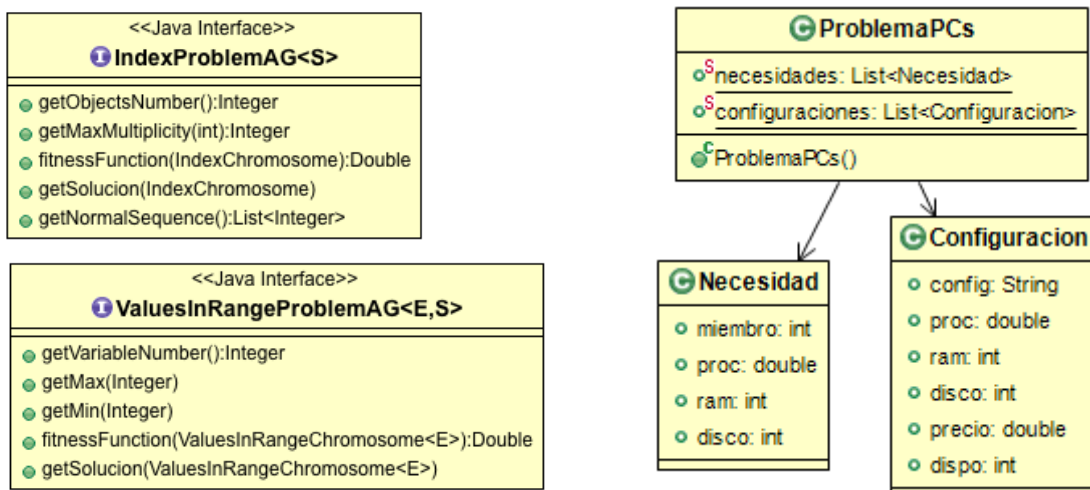 <<Java Interface>>
IndexProblemAG<S>
getObjectsNumber():Integer
getMaxMultiplicity(int):Integer
fitnessFunction(IndexChromosome):Double
getSolucion(IndexChromosome)
getNormalSequence():List<Integer>
<<Java Interface>>
ValuesInRangeProblemAG<E,S>
getVariableNumber():Integer
getMax(Integer)
getMin(Integer)
fitnessFunction(ValuesInRangeChromosome<E>):Double
getSolucion(ValuesInRangeChromosome<E>)
ProblemaPCs
necesidades: List<Necesidad>
configuraciones: List<Configuracion>
ProblemaPCs()
Necesidad
miembro: int
proc: double
ram: int
disco: int
Configuracion
config: String
proc: double
ram: int
disco: int
precio: double
dispo: int